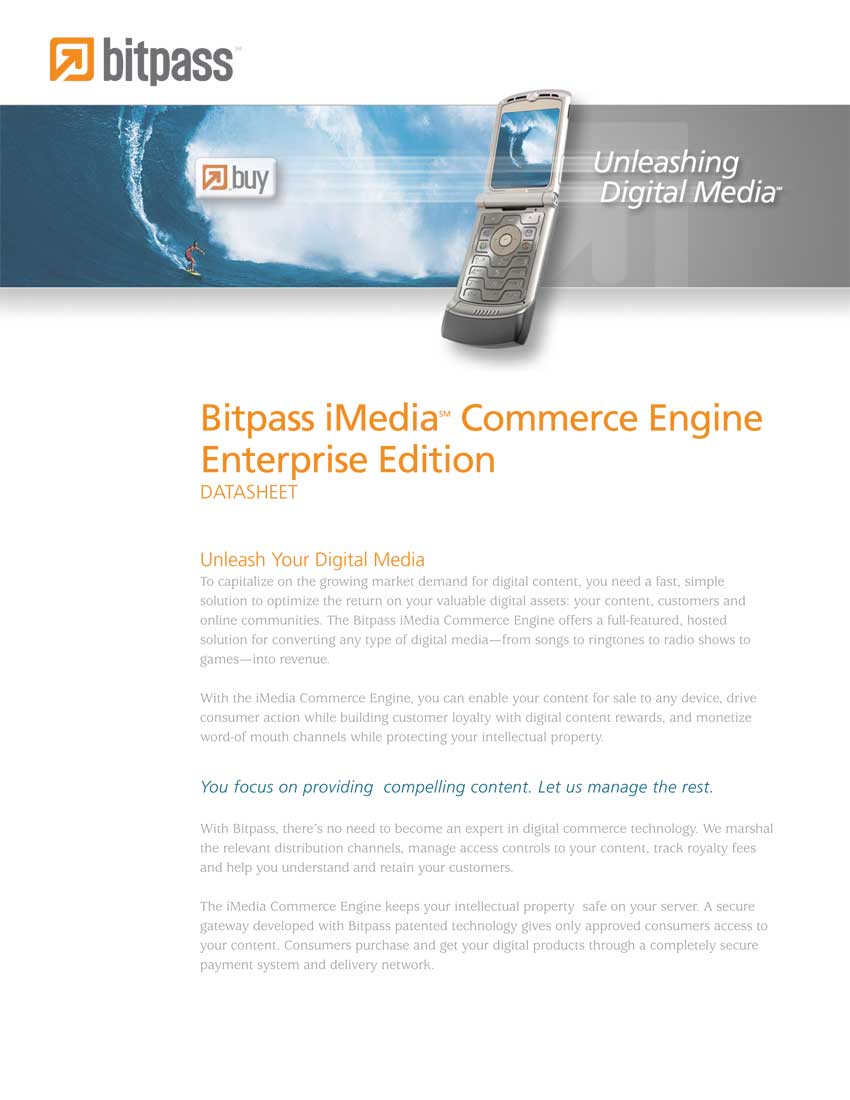 bitpass℠
buy
Unleashing
Digital Media℠
Bitpass iMedia℠ Commerce Engine
Enterprise Edition
DATASHEET
Unleash Your Digital Media
To capitalize on the growing market demand for digital content, you need a fast, simple
solution to optimize the return on your valuable digital assets: your content, customers and
online communities. The Bitpass iMedia Commerce Engine offers a full-featured, hosted
solution for converting any type of digital media—from songs to ringtones to radio shows to
games—into revenue.
With the iMedia Commerce Engine, you can enable your content for sale to any device, drive
consumer action while building customer loyalty with digital content rewards, and monetize
word-of mouth channels while protecting your intellectual property.
You focus on providing  compelling content. Let us manage the rest.
With Bitpass, there's no need to become an expert in digital commerce technology. We marshal
the relevant distribution channels, manage access controls to your content, track royalty fees
and help you understand and retain your customers.
The iMedia Commerce Engine keeps your intellectual property  safe on your server. A secure
gateway developed with Bitpass patented technology gives only approved consumers access to
your content. Consumers purchase and get your digital products through a completely secure
payment system and delivery network.